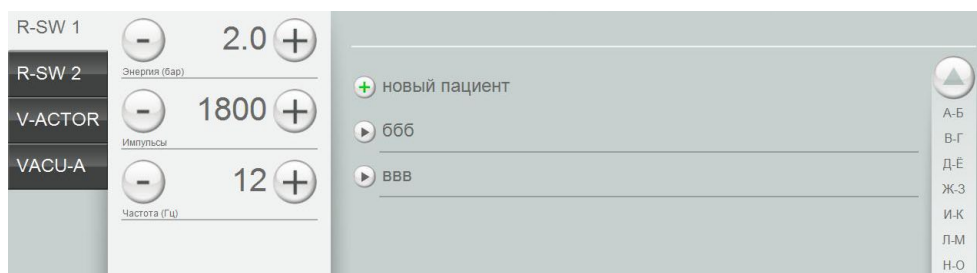 R-SW 1
R-SW 2
V-ACTOR
VACU-A
- 2.0 +
Энергия (бар)
- 1800 +
Импульсы
- 12 +
Частота (Гц)
+ новый пациент
ббб
ввв
А-Б
В-Г
Д-Ё
Ж-З
И-К
Л-М
Н-О